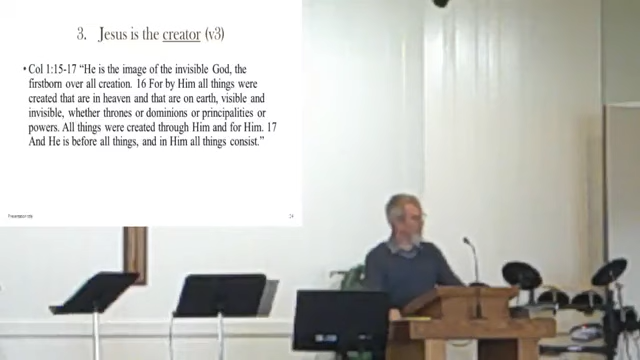 3. Jesus is the creator (v3)
• Col 1:15-17 “He is the image of the invisible God, the
firstborn over all creation. 16 For by Him all things were
created that are in heaven and that are on earth, visible and
invisible, whether thrones or dominions or principalities or
powers. All things were created through Him and for Him. 17
And He is before all things, and in Him all things consist.”
Presentation title
24